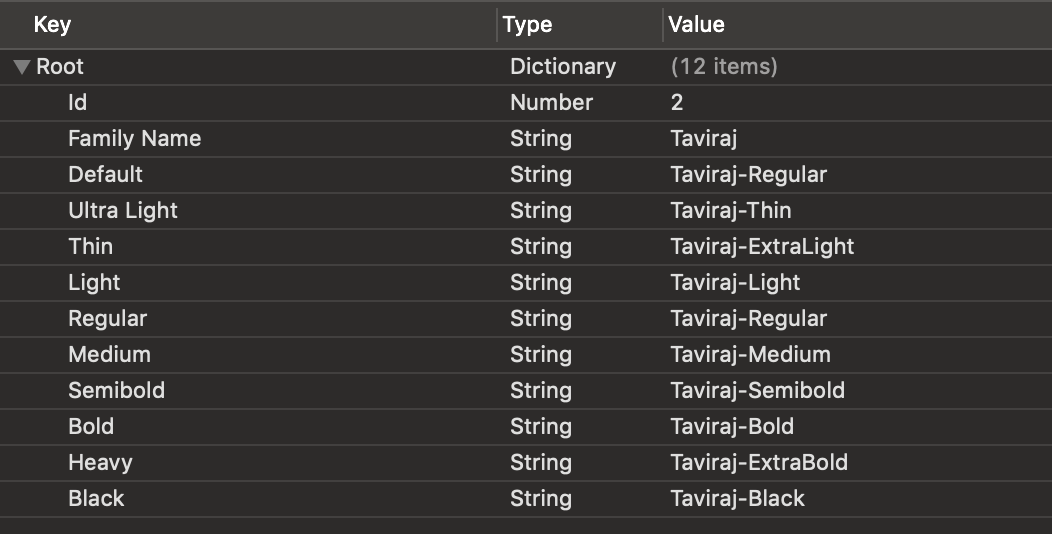 Key Type Value
Root Dictionary (12 items)
Id Number 2
Family Name String Taviraj
Default String Taviraj-Regular
Ultra Light String Taviraj-Thin
Thin String Taviraj-ExtraLight
Light String Taviraj-Light
Regular String Taviraj-Regular
Medium String Taviraj-Medium
Semibold String Taviraj-Semibold
Bold String Taviraj-Bold
Heavy String Taviraj-ExtraBold
Black String Taviraj-Black